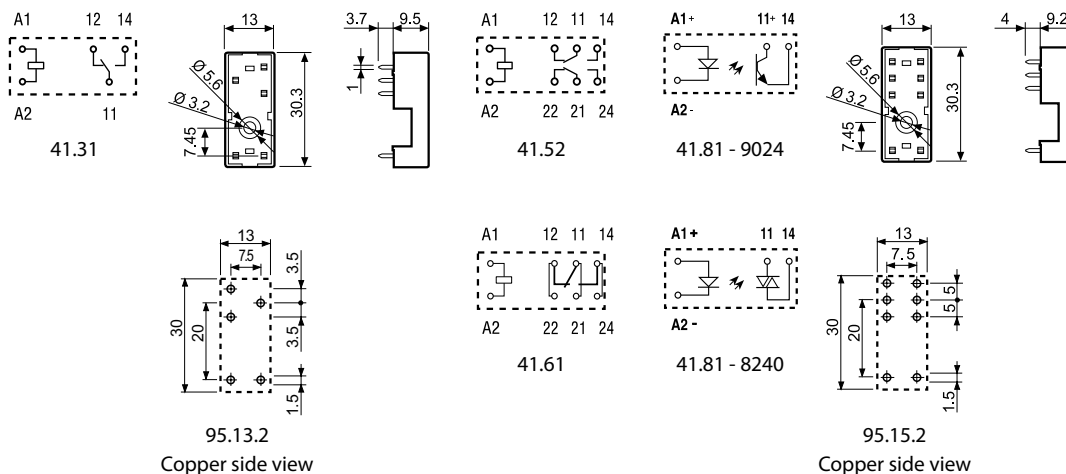 A1 12 14
A2 11
41.31
13
Ø 5.6
Ø 3.2
7.45
30.3
3.7 9.5
1
A1 12 11 14
A2 22 21 24
41.52
A1+ 11+ 14
A2-
41.81 - 9024
13
Ø 5.6
Ø 3.2
7.45
30.3
4 9.2
13
7.5
3.5
30
20
3.5
1.5
95.13.2
Copper side view
A1 12 11 14
A2 22 21 24
41.61
A1+ 11 14
A2 -
41.81 - 8240
13
7.5
5
5
30
20
1.5
95.15.2
Copper side view